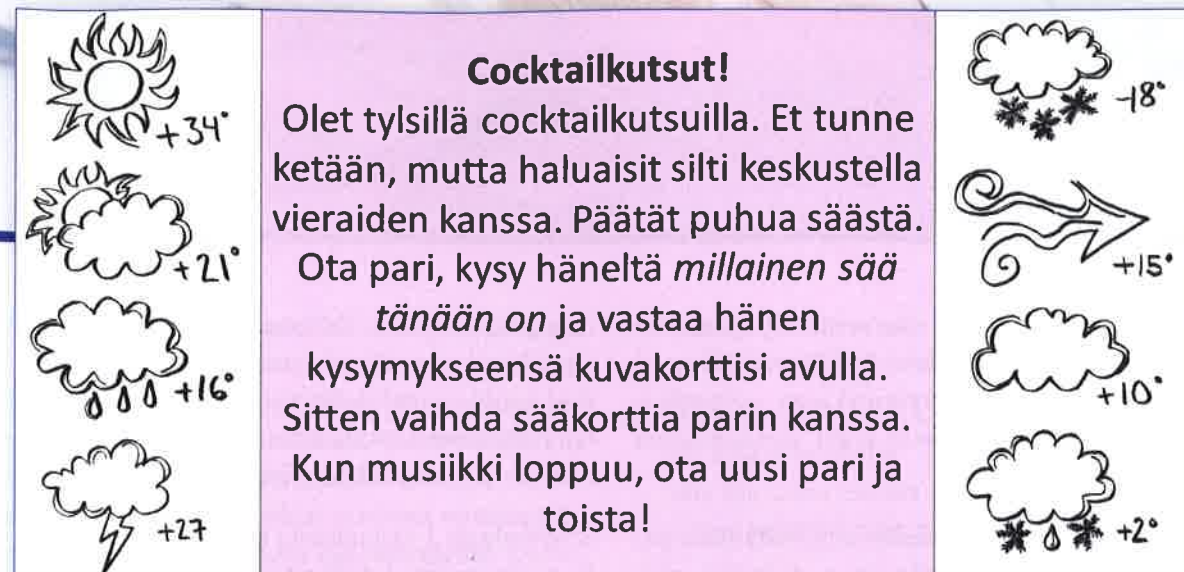 +34°
+21°
+16°
+27
Cocktailkutsut!
Olet tylsillä cocktailkutsuilla. Et tunne
ketään, mutta haluaisit silti keskustella
vieraiden kanssa. Päätät puhua säästä.
Ota pari, kysy häneltä millainen sää
tänään on ja vastaa hänen
kysymykseensä kuvakorttisi avulla.
Sitten vaihda sääkorttia parin kanssa.
Kun musiikki loppuu, ota uusi pari ja
toista!
-18°
+15°
+10°
+2°